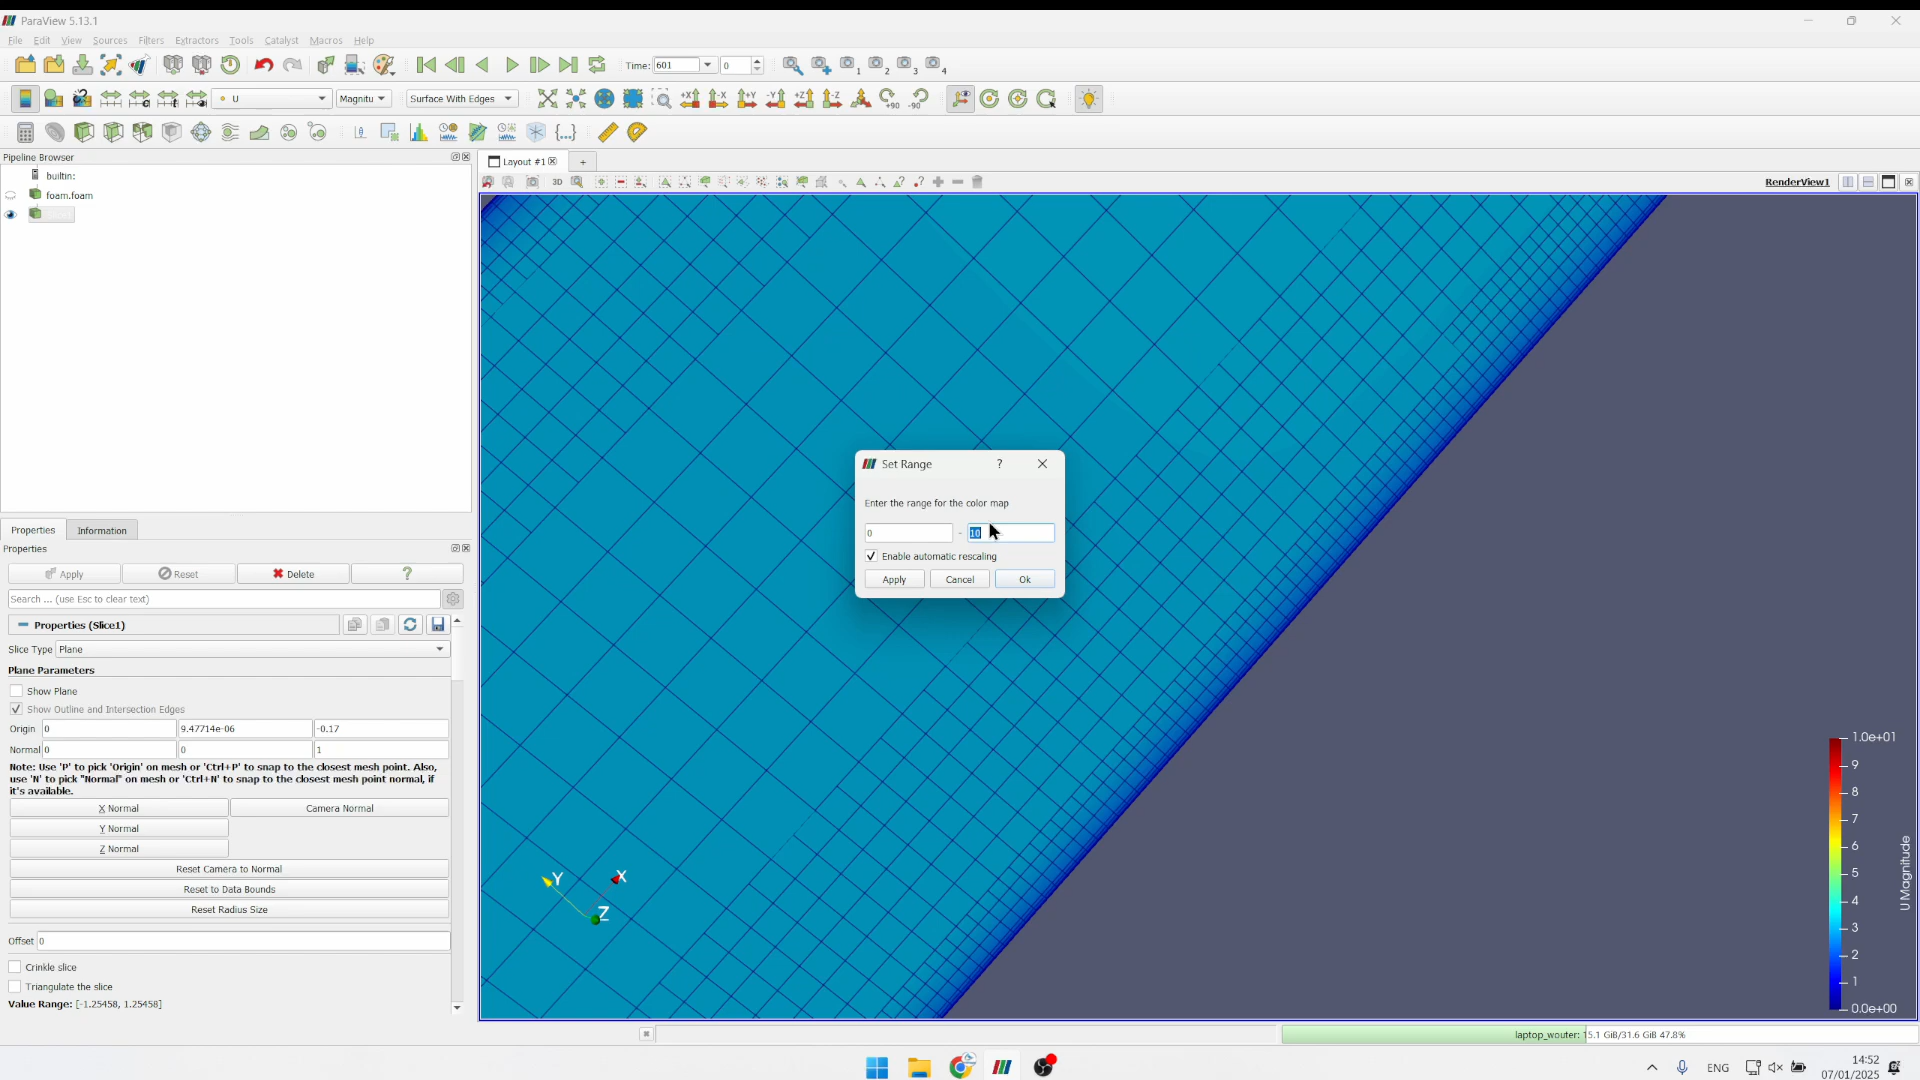 ParaView 5.13.1
File Edit View Sources Filters Extractors Tools Catalyst Macros Help
Time: 601 0
1 2 3 4
U Magnitu Surface With Edges +X -X +Y -Y +Z -Z +90 -90
Pipeline Browser
builtin:
foam.foam
Layout #1 +
3D RenderView1
Set Range ?
Enter the range for the color map
0 - 10
Enable automatic rescaling
Apply Cancel Ok
Properties Information
Properties
Apply Reset Delete ?
Search ... (use Esc to clear text)
Properties (Slice1)
Slice Type Plane
Plane Parameters
Show Plane
Show Outline and Intersection Edges
Origin 0 9.47714e-06 -0.17
Normal 0 0 1
Note: Use 'P' to pick 'Origin' on mesh or 'Ctrl+P' to snap to the closest mesh point. Also,
use 'N' to pick "Normal" on mesh or 'Ctrl+N' to snap to the closest mesh point normal, if
it's available.
X Normal Camera Normal
Y Normal
Z Normal
Reset Camera to Normal
Reset to Data Bounds
Reset Radius Size
Offset 0
Crinkle slice
Triangulate the slice
Value Range: [-1.25458, 1.25458]
Y X
Z
1.0e+01
9
8
7
6
5
4
3
2
1
0.0e+00
U Magnitude
laptop_wouter: 15.1 GiB/31.6 GiB 47.8%
ENG
14:52
07/01/2025